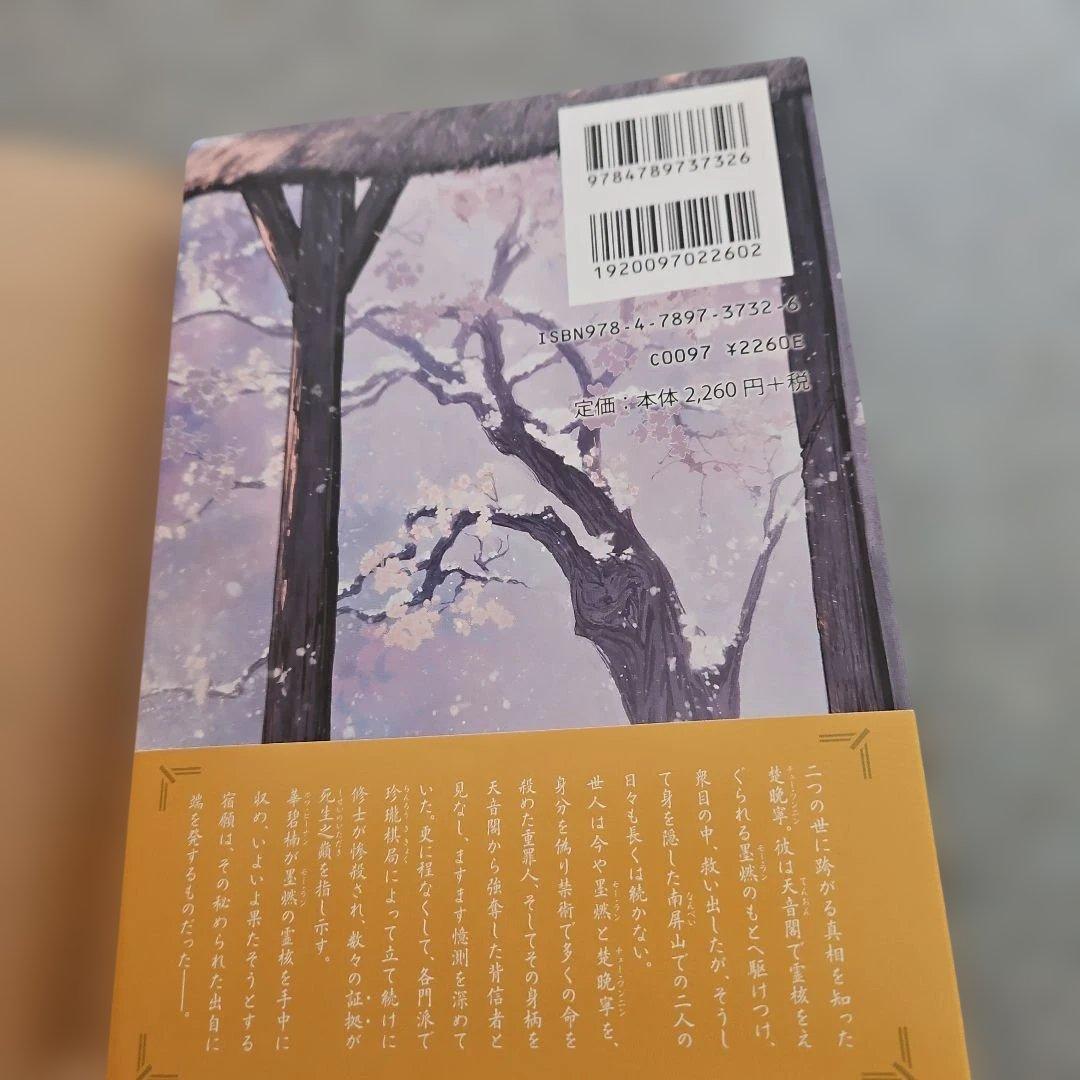 9784789737326
1920097022602
ISBN978-4-7897-3732-6
C0097 ¥2260E
定価：本体 2,260 円＋税
二つの世に跨がる真相を知った
楚晩寧。彼は天音閣で霊核をえ
ぐられる墨燃のもとへ駆けつけ、
衆目の中、救い出したが、そうし
て身を隠した南屏山での二人の
日々も長くは続かない。
世人は今や墨燃と楚晩寧を、
身分を偽り禁術で多くの命を
殺めた重罪人、そしてその身柄を
天音閣から強奪した背信者と
見なし、ますます憶測を深めて
いた。更に程なくして、各門派で
珍瓏棋局によって立て続けに
修士が惨殺され、数々の証拠が
死生之巓を指し示す。
華碧楠が墨燃の霊核を手中に
収め、いよいよ果たそうとする
宿願は、その秘められた出自に
端を発するものだった――。